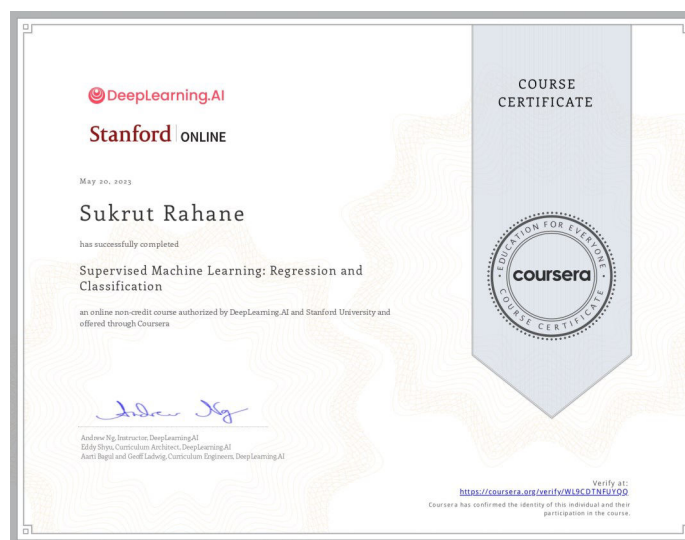 DeepLearning.AI
Stanford ONLINE
May 20, 2023
Sukrut Rahane
has successfully completed
Supervised Machine Learning: Regression and
Classification
an online non-credit course authorized by DeepLearning.AI and Stanford University and
offered through Coursera
Andrew Ng
Andrew Ng, Instructor, DeepLearning.AI
Eddy Shyu, Curriculum Architect, DeepLearning.AI
Aarti Bagul and Geoff Ladwig, Curriculum Engineers, DeepLearning.AI
COURSE
CERTIFICATE
EDUCATION FOR EVERYONE
coursera
COURSE CERTIFICATE
Verify at:
https://coursera.org/verify/WL9CDTNFUYQQ
Coursera has confirmed the identity of this individual and their
participation in the course.